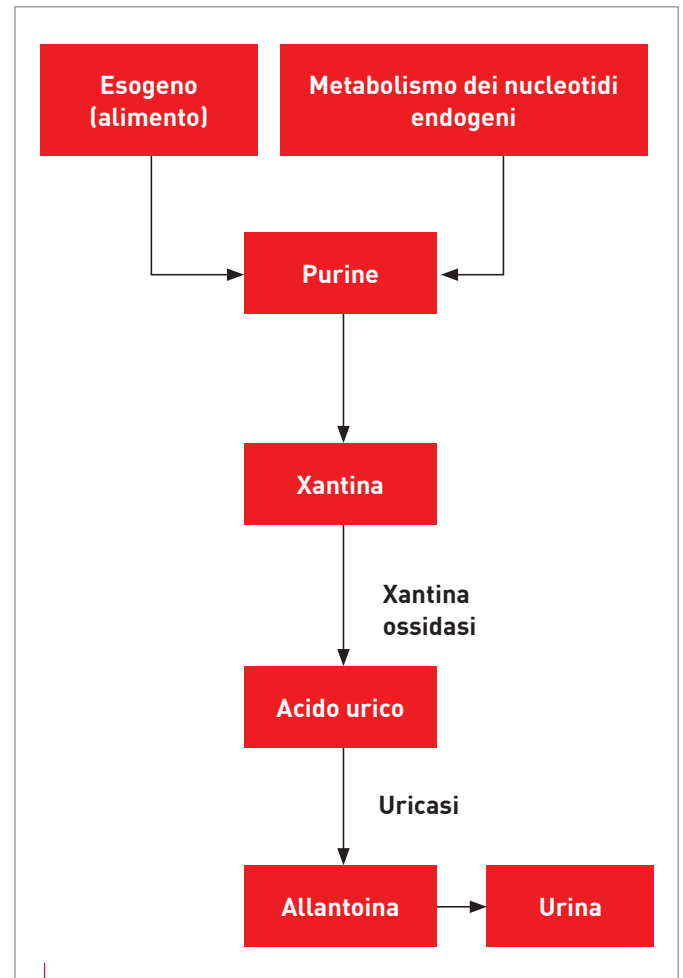 Esogeno
(alimento)
Metabolismo dei nucleotidi
endogeni
Purine
Xantina
Xantina
ossidasi
Acido urico
Uricasi
Allantoina
Urina